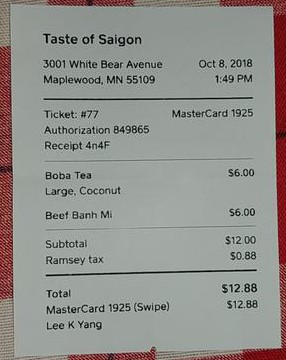 Taste of Saigon
3001 White Bear Avenue Oct 8, 2018
Maplewood, MN 55109 1:49 PM
Ticket: #77 MasterCard 1925
Authorization 849865
Receipt 4n4F
Boba Tea $6.00
Large, Coconut
Beef Banh Mi $6.00
Subtotal $12.00
Ramsey tax $0.88
Total $12.88
MasterCard 1925 (Swipe) $12.88
Lee K Yang